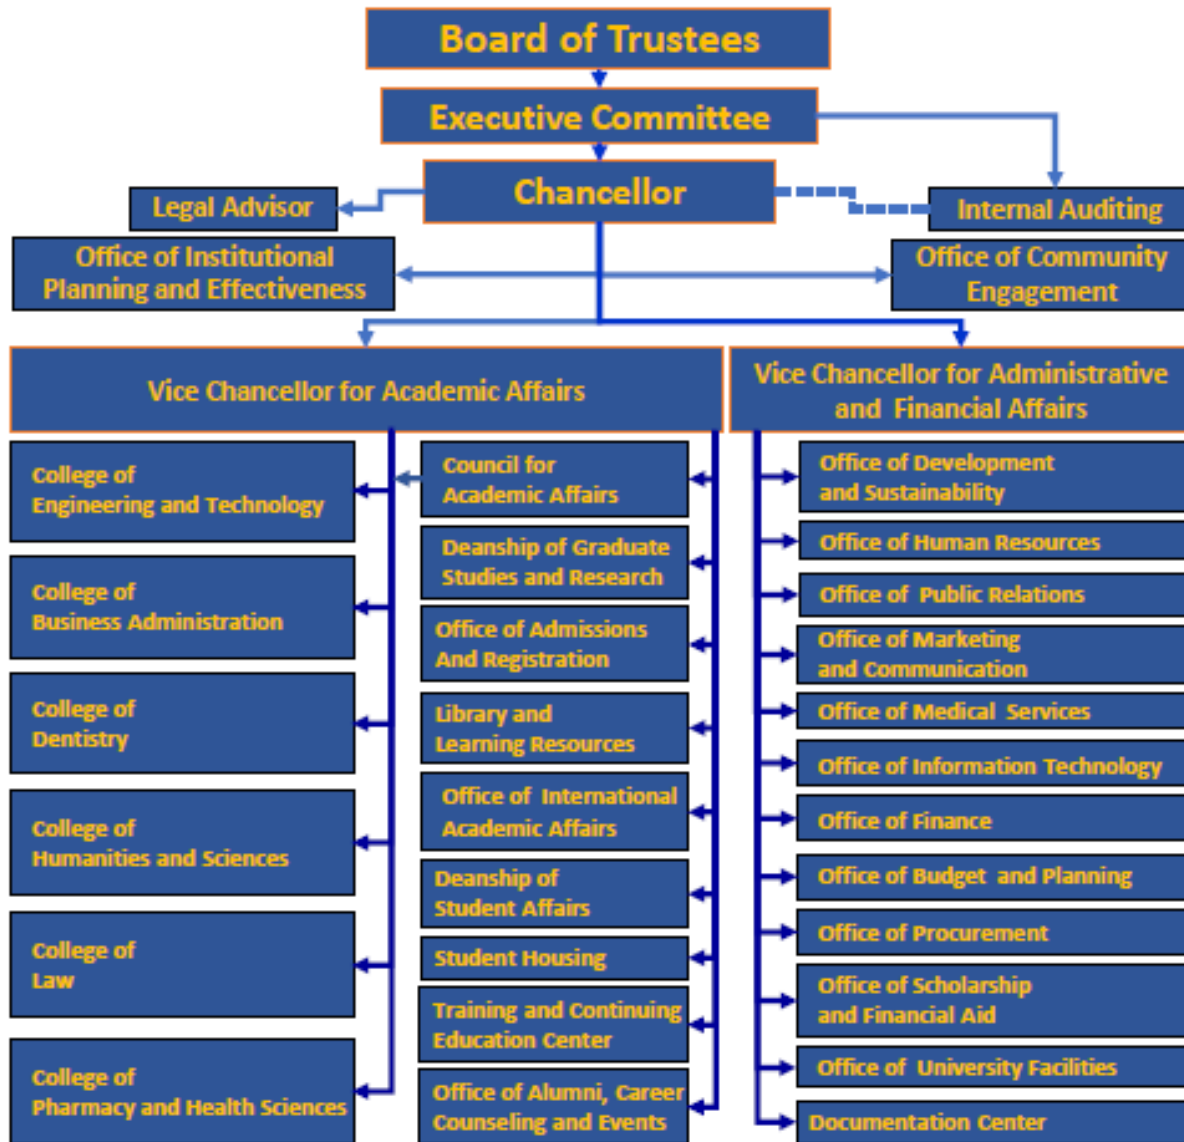 Board of Trustees
Executive Committee
Chancellor
Legal Advisor
Internal Auditing
Office of Institutional
Planning and Effectiveness
Office of Community
Engagement
Vice Chancellor for Academic Affairs
Vice Chancellor for Administrative
and Financial Affairs
College of
Engineering and Technology
College of
Business Administration
College of
Dentistry
College of
Humanities and Sciences
College of
Law
College of
Pharmacy and Health Sciences
Council for
Academic Affairs
Deanship of Graduate
Studies and Research
Office of Admissions
And Registration
Library and
Learning Resources
Office of International
Academic Affairs
Deanship of
Student Affairs
Student Housing
Training and Continuing
Education Center
Office of Alumni, Career
Counseling and Events
Office of Development
and Sustainability
Office of Human Resources
Office of Public Relations
Office of Marketing
and Communication
Office of Medical Services
Office of Information Technology
Office of Finance
Office of Budget and Planning
Office of Procurement
Office of Scholarship
and Financial Aid
Office of University Facilities
Documentation Center